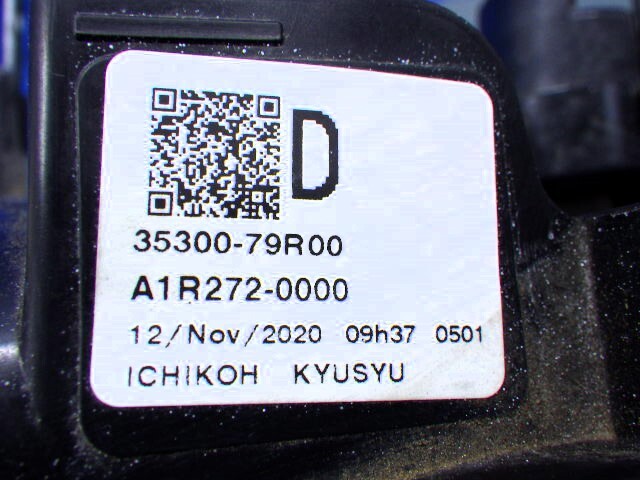 D
35300-79R00
A1R272-0000
12/Nov/2020 09h37 0501
ICHIKOH KYUSYU